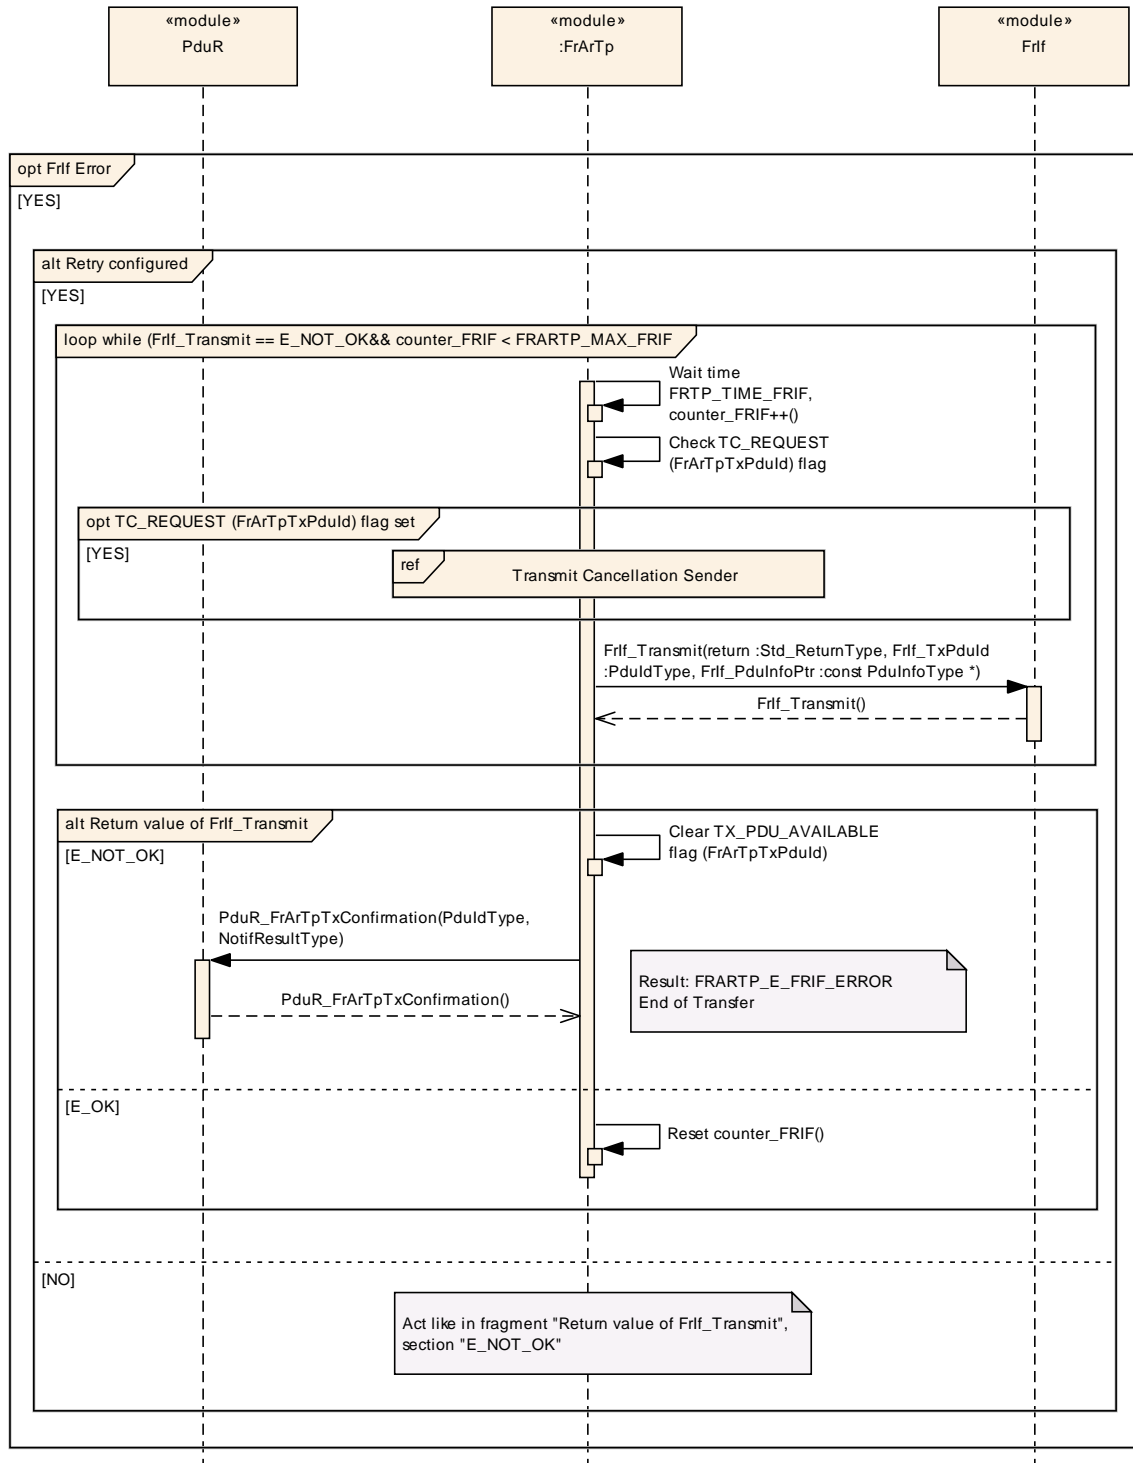 «module»
PduR
«module»
:FrArTp
«module»
FrIf
opt FrIf Error
[YES]
alt Retry configured
[YES]
loop while (FrIf_Transmit == E_NOT_OK&& counter_FRIF < FRARTP_MAX_FRIF
Wait time
FRTP_TIME_FRIF,
counter_FRIF++()
Check TC_REQUEST
(FrArTpTxPduId) flag
opt TC_REQUEST (FrArTpTxPduId) flag set
[YES]
ref
Transmit Cancellation Sender
FrIf_Transmit(return :Std_ReturnType, FrIf_TxPduId
:PduIdType, FrIf_PduInfoPtr :const PduInfoType *)
FrIf_Transmit()
alt Return value of FrIf_Transmit
[E_NOT_OK]
Clear TX_PDU_AVAILABLE
flag (FrArTpTxPduId)
PduR_FrArTpTxConfirmation(PduIdType,
NotifResultType)
Result: FRARTP_E_FRIF_ERROR
End of Transfer
PduR_FrArTpTxConfirmation()
[E_OK]
Reset counter_FRIF()
[NO]
Act like in fragment "Return value of FrIf_Transmit",
section "E_NOT_OK"